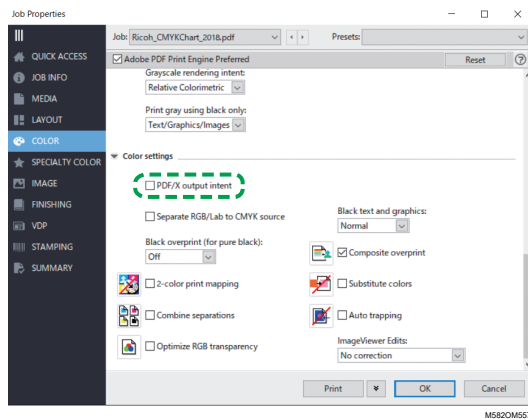 Job Properties
Job: Ricoh_CMYKChart_2018.pdf
Presets:
Adobe PDF Print Engine Preferred
Reset
QUICK ACCESS
JOB INFO
MEDIA
LAYOUT
COLOR
SPECIALTY COLOR
IMAGE
FINISHING
VDP
STAMPING
SUMMARY
Grayscale rendering intent:
Relative Colorimetric
Print gray using black only:
Text/Graphics/Images
Color settings
PDF/X output intent
Separate RGB/Lab to CMYK source
Black text and graphics:
Normal
Black overprint (for pure black):
Off
Composite overprint
2-color print mapping
Substitute colors
Combine separations
Auto trapping
Optimize RGB transparency
ImageViewer Edits:
No correction
Print
OK
Cancel